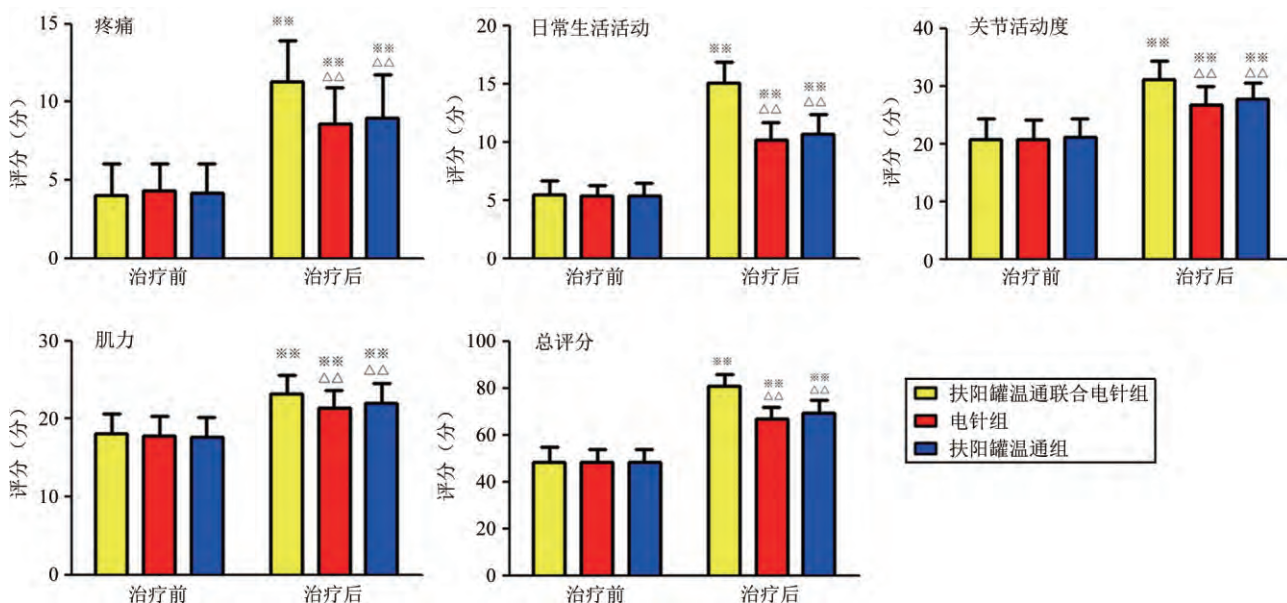 疼痛
15
10
5
0
评分（分）
※※
※※
△△
※※
△△
治疗前
治疗后
日常生活活动
20
15
10
5
0
评分（分）
※※
※※
△△
※※
△△
治疗前
治疗后
关节活动度
40
30
20
10
0
评分（分）
※※
※※
△△
※※
△△
治疗前
治疗后
肌力
30
20
10
0
评分（分）
※※
※※
△△
※※
△△
治疗前
治疗后
总评分
100
80
60
40
20
0
评分（分）
※※
※※
△△
※※
△△
治疗前
治疗后
扶阳罐温通联合电针组
电针组
扶阳罐温通组